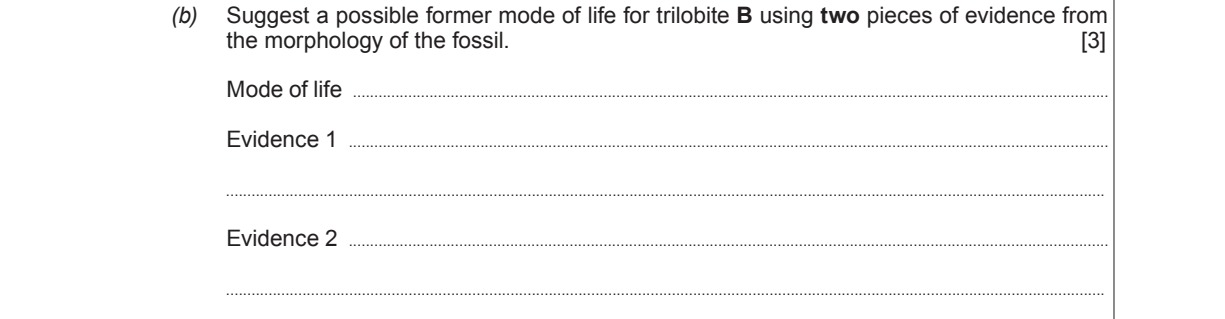 (b) Suggest a possible former mode of life for trilobite B using two pieces of evidence from
the morphology of the fossil. [3]
Mode of life
Evidence 1
Evidence 2